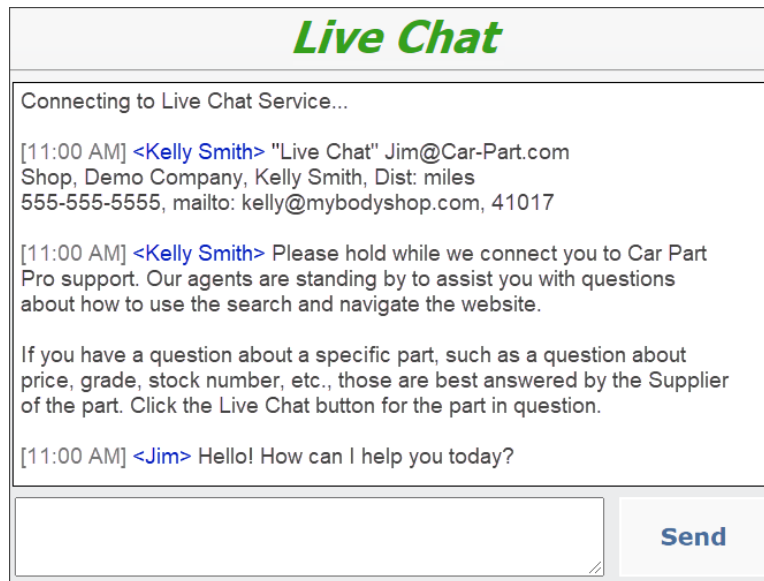 Live Chat
Connecting to Live Chat Service...
[11:00 AM] <Kelly Smith> "Live Chat" Jim@Car-Part.com
Shop, Demo Company, Kelly Smith, Dist: miles
555-555-5555, mailto: kelly@mybodyshop.com, 41017
[11:00 AM] <Kelly Smith> Please hold while we connect you to Car Part
Pro support. Our agents are standing by to assist you with questions
about how to use the search and navigate the website.
If you have a question about a specific part, such as a question about
price, grade, stock number, etc., those are best answered by the Supplier
of the part. Click the Live Chat button for the part in question.
[11:00 AM] <Jim> Hello! How can I help you today?
Send